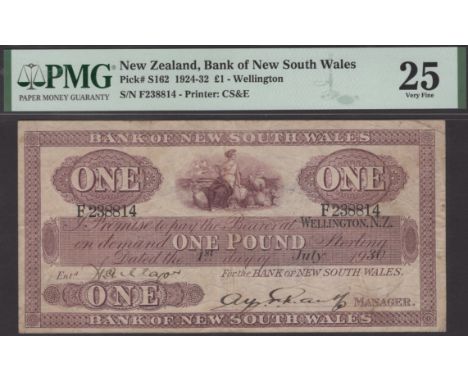 PMG
PAPER MONEY GUARANTY
New Zealand, Bank of New South Wales
Pick# S162 1924-32 £1 - Wellington
S/N F238814 - Printer: CS&E
25
Very Fine
BANK OF NEW SOUTH WALES
ONE ONE
F 238814 F 238814
I Promise to pay the Bearer at WELLINGTON, N.Z.
on demand ONE POUND Sterling
Dated the 1st day of July 1930
Entd For the BANK OF NEW SOUTH WALES.
ONE MANAGER.
BANK OF NEW SOUTH WALES